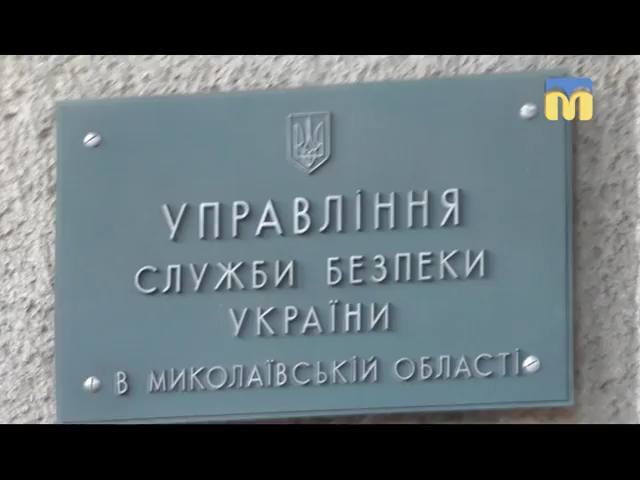 М
УПРАВЛІННЯ
СЛУЖБИ БЕЗПЕКИ
УКРАЇНИ
В МИКОЛАЇВСЬКІЙ ОБЛАСТІ